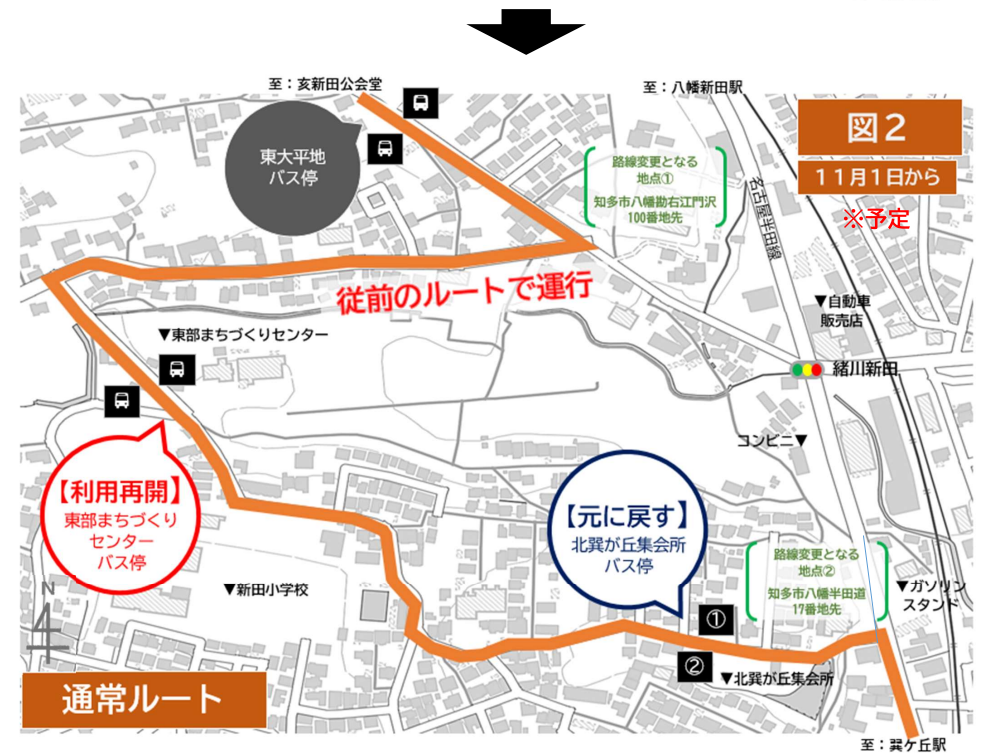 至：亥新田公会堂
至：八幡新田駅
図２
１１月１日から
※予定
東大平地
バス停
路線変更となる
地点①
知多市八幡勘右江門沢
100番地先
名古屋半田線
従前のルートで運行
▼自動車
販売店
▼東部まちづくりセンター
緒川新田
コンビニ▼
【利用再開】
東部まちづくり
センター
バス停
【元に戻す】
北巽が丘集会所
バス停
路線変更となる
地点②
知多市八幡半田道
17番地先
▼ガソリン
スタンド
▼新田小学校
N
①
②
▼北巽が丘集会所
通常ルート
至：巽ケ丘駅